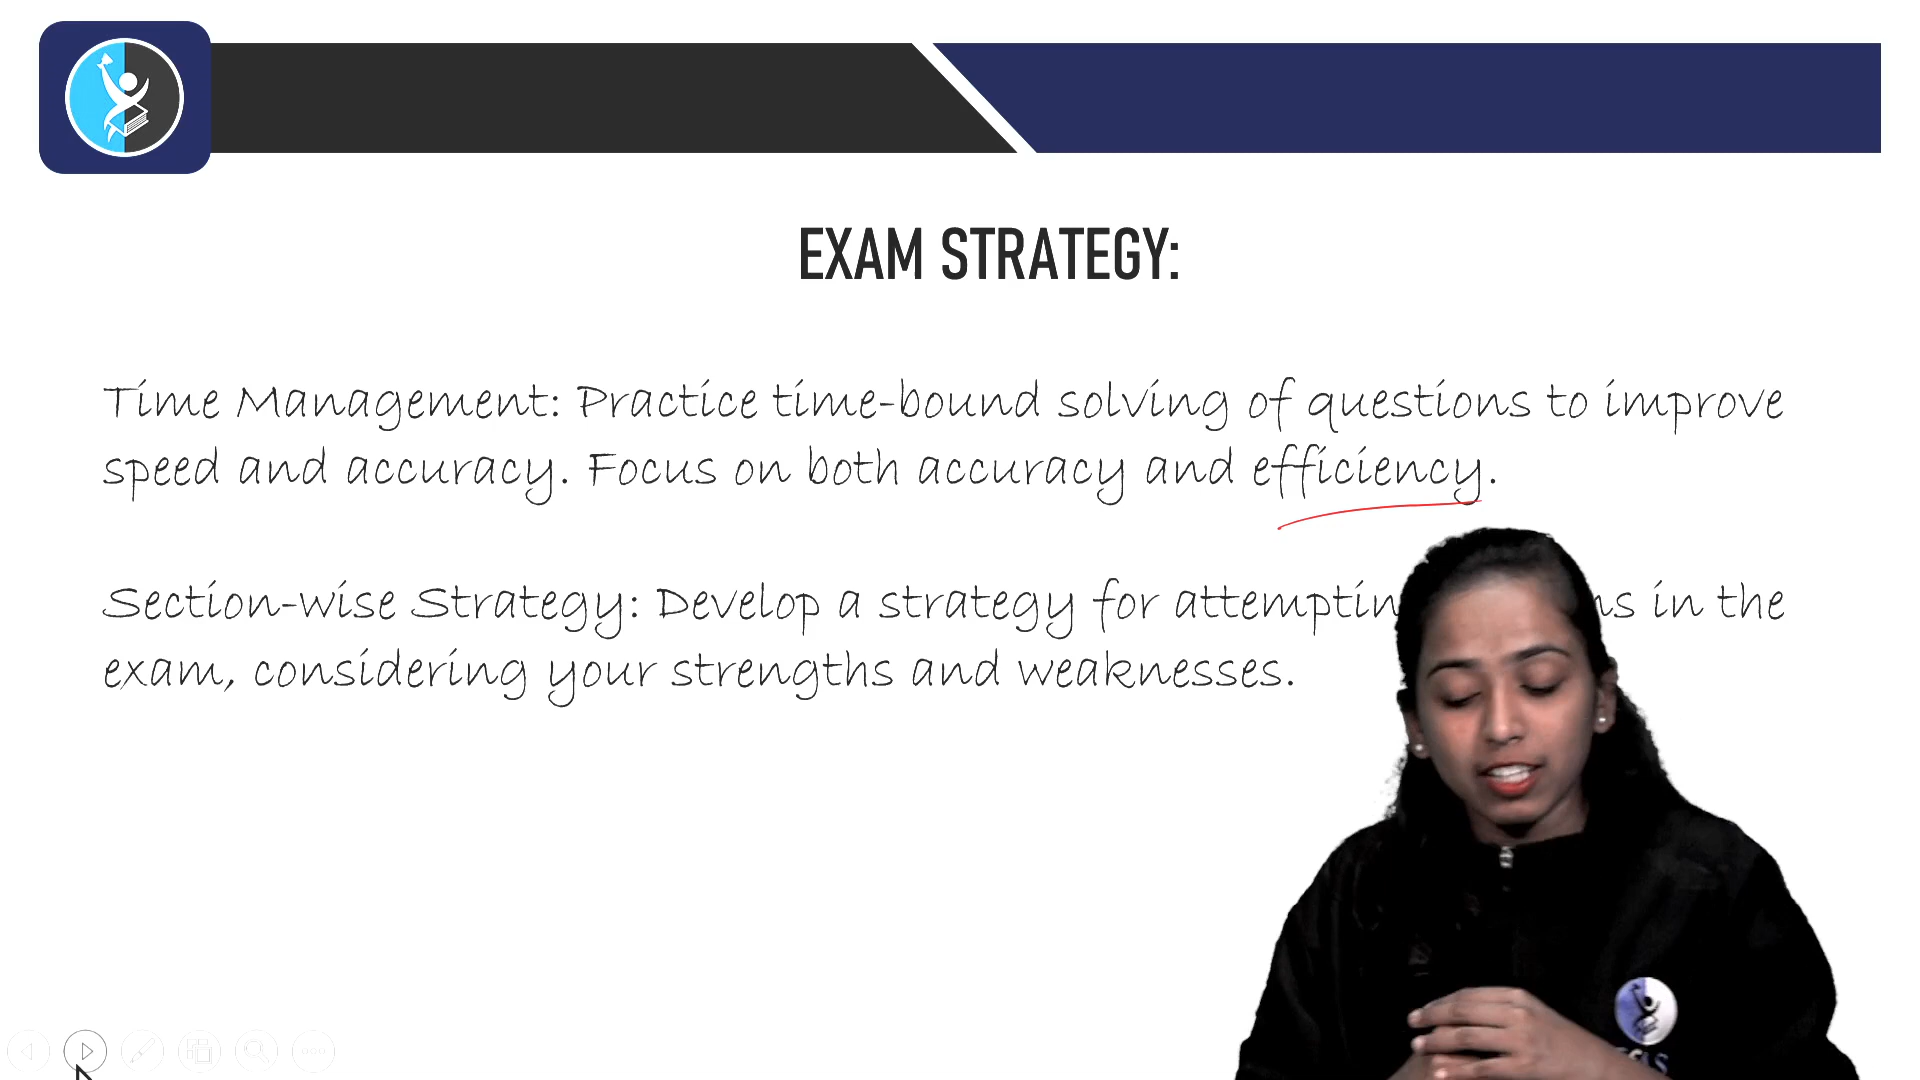 EXAM STRATEGY:
Time Management: Practice time-bound solving of questions to improve
speed and accuracy. Focus on both accuracy and efficiency.
Section-wise Strategy: Develop a strategy for in the
exam, considering your strengths and weaknesses.